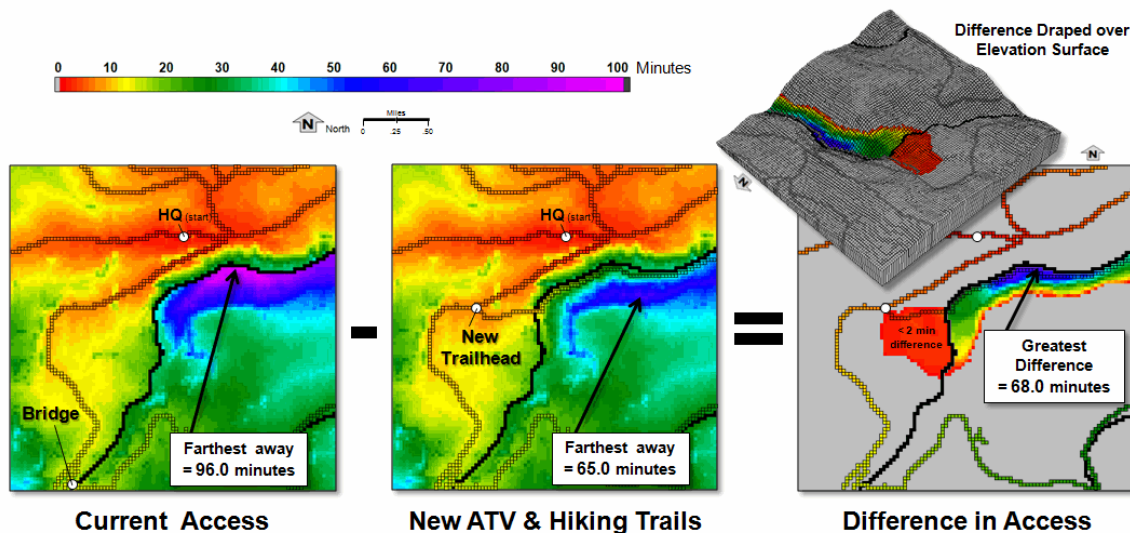 Difference Draped over
Elevation Surface
0 10 20 30 40 50 60 70 80 90 100 Minutes
N North
Miles
0 .25 .50
N
N
HQ (start)
Bridge
Farthest away
= 96.0 minutes
Current Access
-
HQ (start)
New
Trailhead
Farthest away
= 65.0 minutes
New ATV & Hiking Trails
=
< 2 min
difference
Greatest
Difference
= 68.0 minutes
Difference in Access